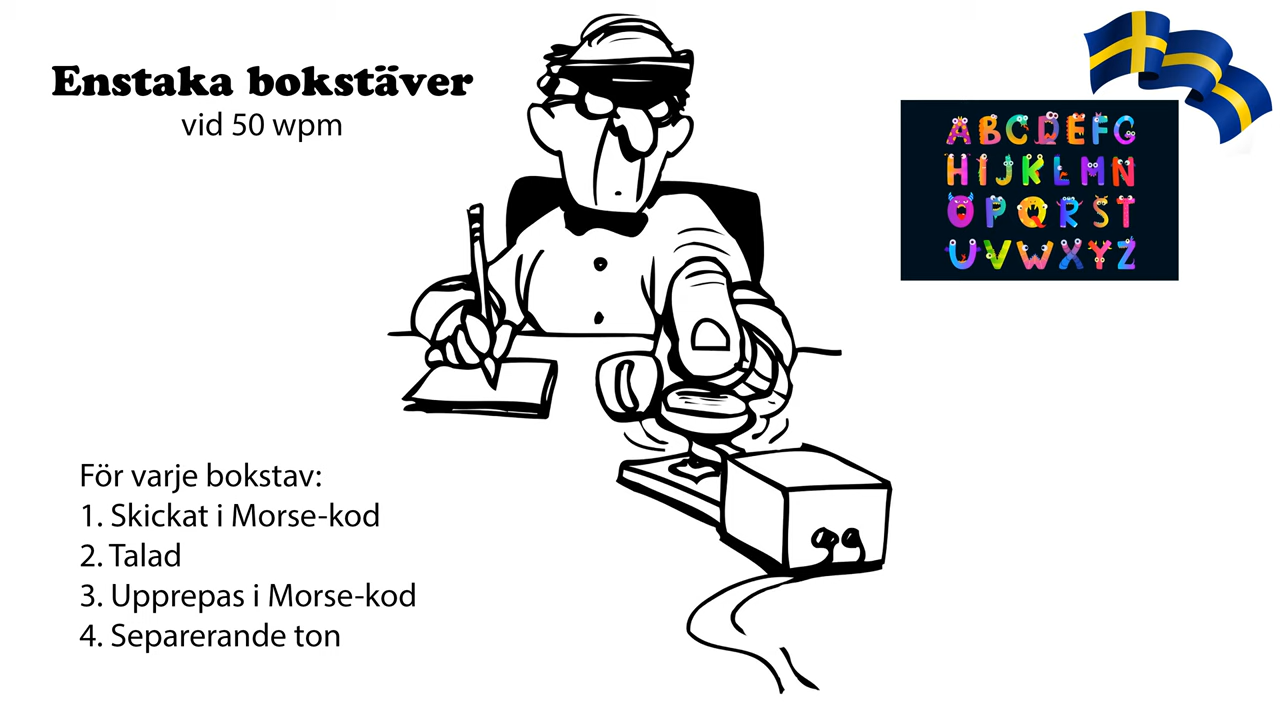 Enstaka bokstäver
vid 50 wpm
ABCDEFG
HIJKLMN
OPQRST
UVWXYZ
För varje bokstav:
1. Skickat i Morse-kod
2. Talad
3. Upprepas i Morse-kod
4. Separerande ton